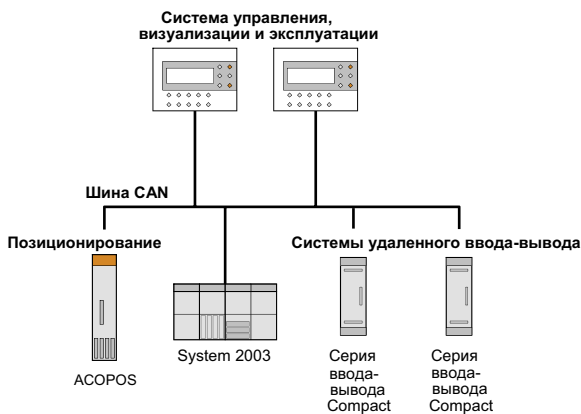 Система управления,
визуализации и эксплуатации
Шина CAN
Позиционирование
Системы удаленного ввода-вывода
ACOPOS
System 2003
Серия
ввода-
вывода
Compact
Серия
ввода-
вывода
Compact